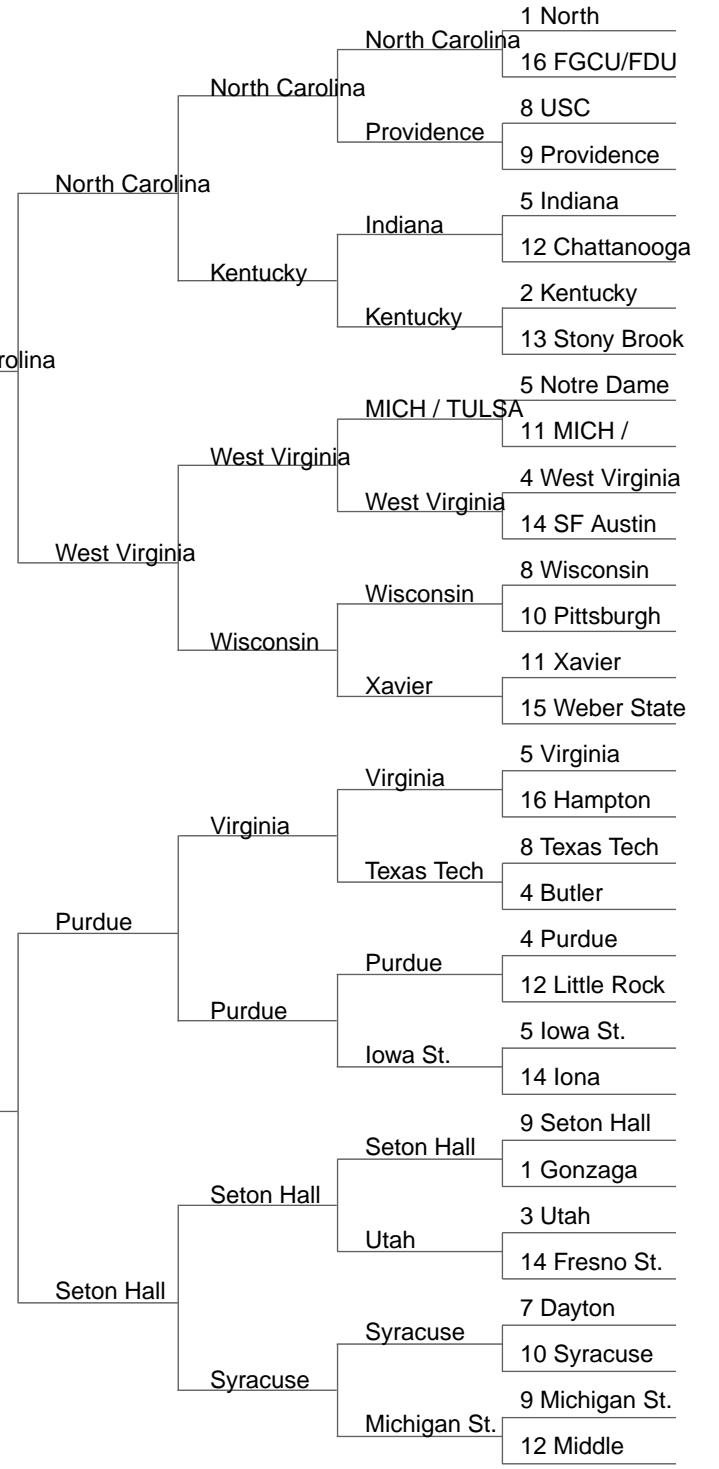 1 North
North Carolina
16 FGCU/FDU
North Carolina
8 USC
Providence
9 Providence
North Carolina
5 Indiana
Indiana
12 Chattanooga
Kentucky
2 Kentucky
Kentucky
13 Stony Brook
rolina
5 Notre Dame
MICH / TULSA
11 MICH /
West Virginia
4 West Virginia
West Virginia
14 SF Austin
West Virginia
8 Wisconsin
Wisconsin
10 Pittsburgh
Wisconsin
11 Xavier
Xavier
15 Weber State
5 Virginia
Virginia
16 Hampton
Virginia
8 Texas Tech
Texas Tech
4 Butler
Purdue
4 Purdue
Purdue
12 Little Rock
Purdue
5 Iowa St.
Iowa St.
14 Iona
9 Seton Hall
Seton Hall
1 Gonzaga
Seton Hall
3 Utah
Utah
14 Fresno St.
Seton Hall
7 Dayton
Syracuse
10 Syracuse
Syracuse
9 Michigan St.
Michigan St.
12 Middle